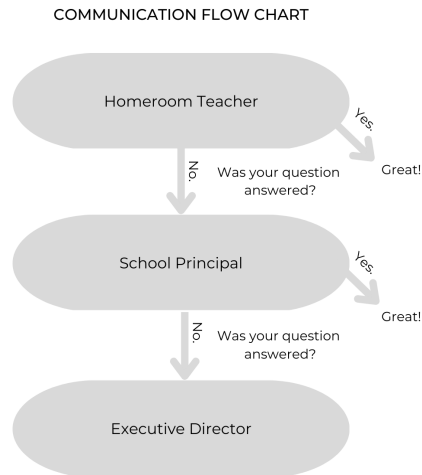 COMMUNICATION FLOW CHART
Homeroom Teacher
Yes.
No.
Was your question
answered?
Great!
School Principal
Yes.
No.
Great!
Was your question
answered?
Executive Director